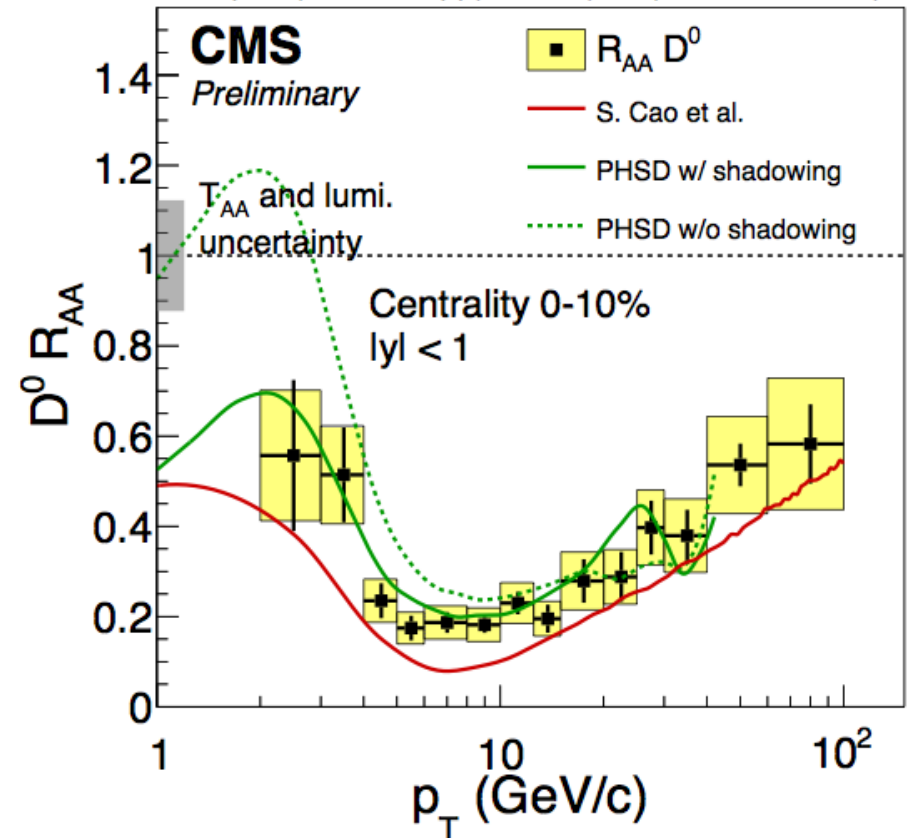 CMS
Preliminary
R_AA D^0
S. Cao et al.
PHSD w/ shadowing
PHSD w/o shadowing
T_AA and lumi.
uncertainty
Centrality 0-10%
|y| < 1
D^0 R_AA
1.4
1.2
1
0.8
0.6
0.4
0.2
0
1
10
10^2
p_T (GeV/c)